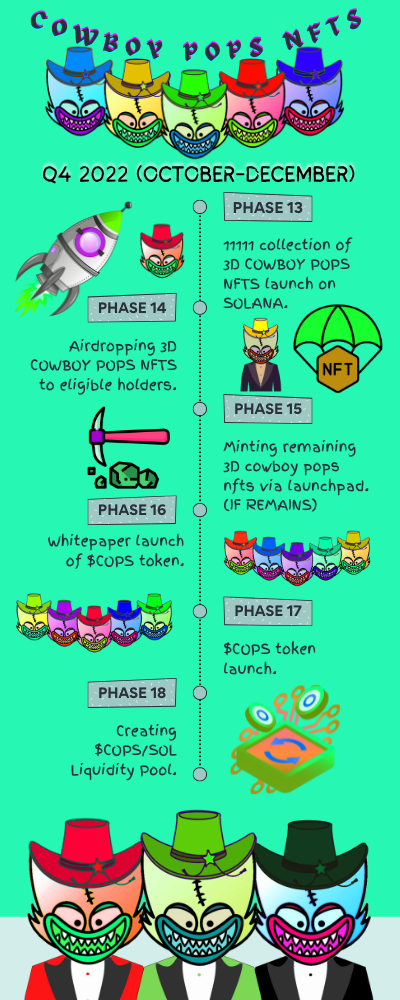 COWBOY POPS NFTS
Q4 2022 (OCTOBER-DECEMBER)
PHASE 13
11111 collection of
3D COWBOY POPS
NFTS launch on
SOLANA.
PHASE 14
Airdropping 3D
COWBOY POPS NFTS
to eligible holders.
NFT
PHASE 15
Minting remaining
3D cowboy pops
nfts via launchpad.
(IF REMAINS)
PHASE 16
Whitepaper launch
of $COPS token.
PHASE 17
$COPS token
launch.
PHASE 18
Creating
$COPS/SOL
Liquidity Pool.